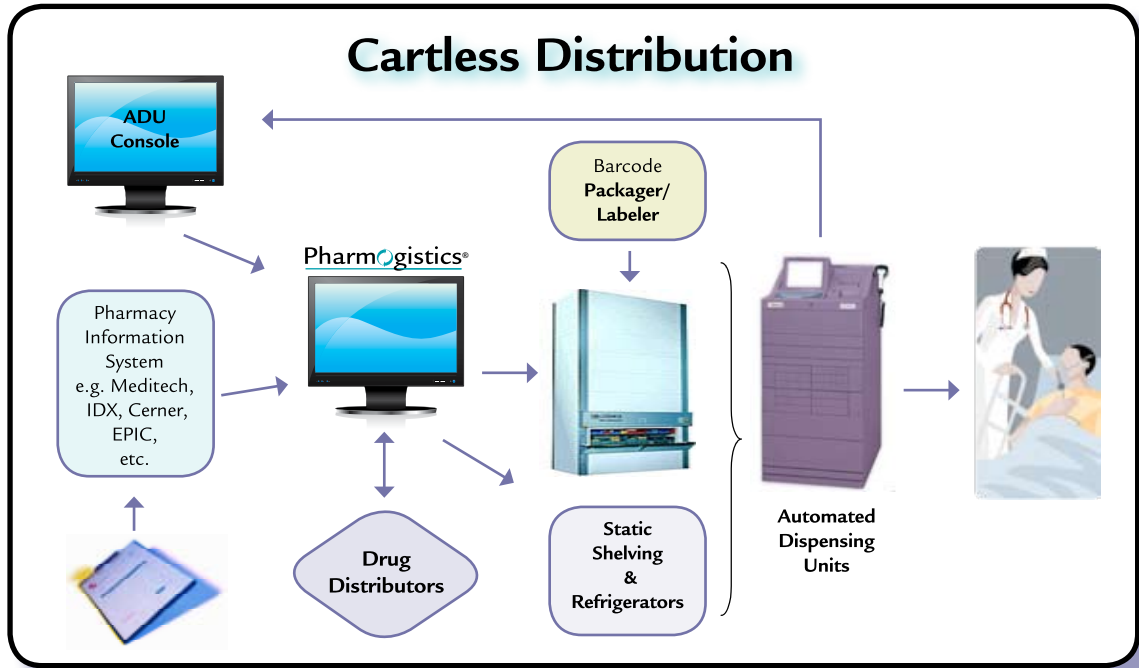 Cartless Distribution
ADU
Console
Barcode
Packager/
Labeler
Pharmogistics®
Pharmacy
Information
System
e.g. Meditech,
IDX, Cerner,
EPIC,
etc.
Drug
Distributors
Static
Shelving
&
Refrigerators
Automated
Dispensing
Units